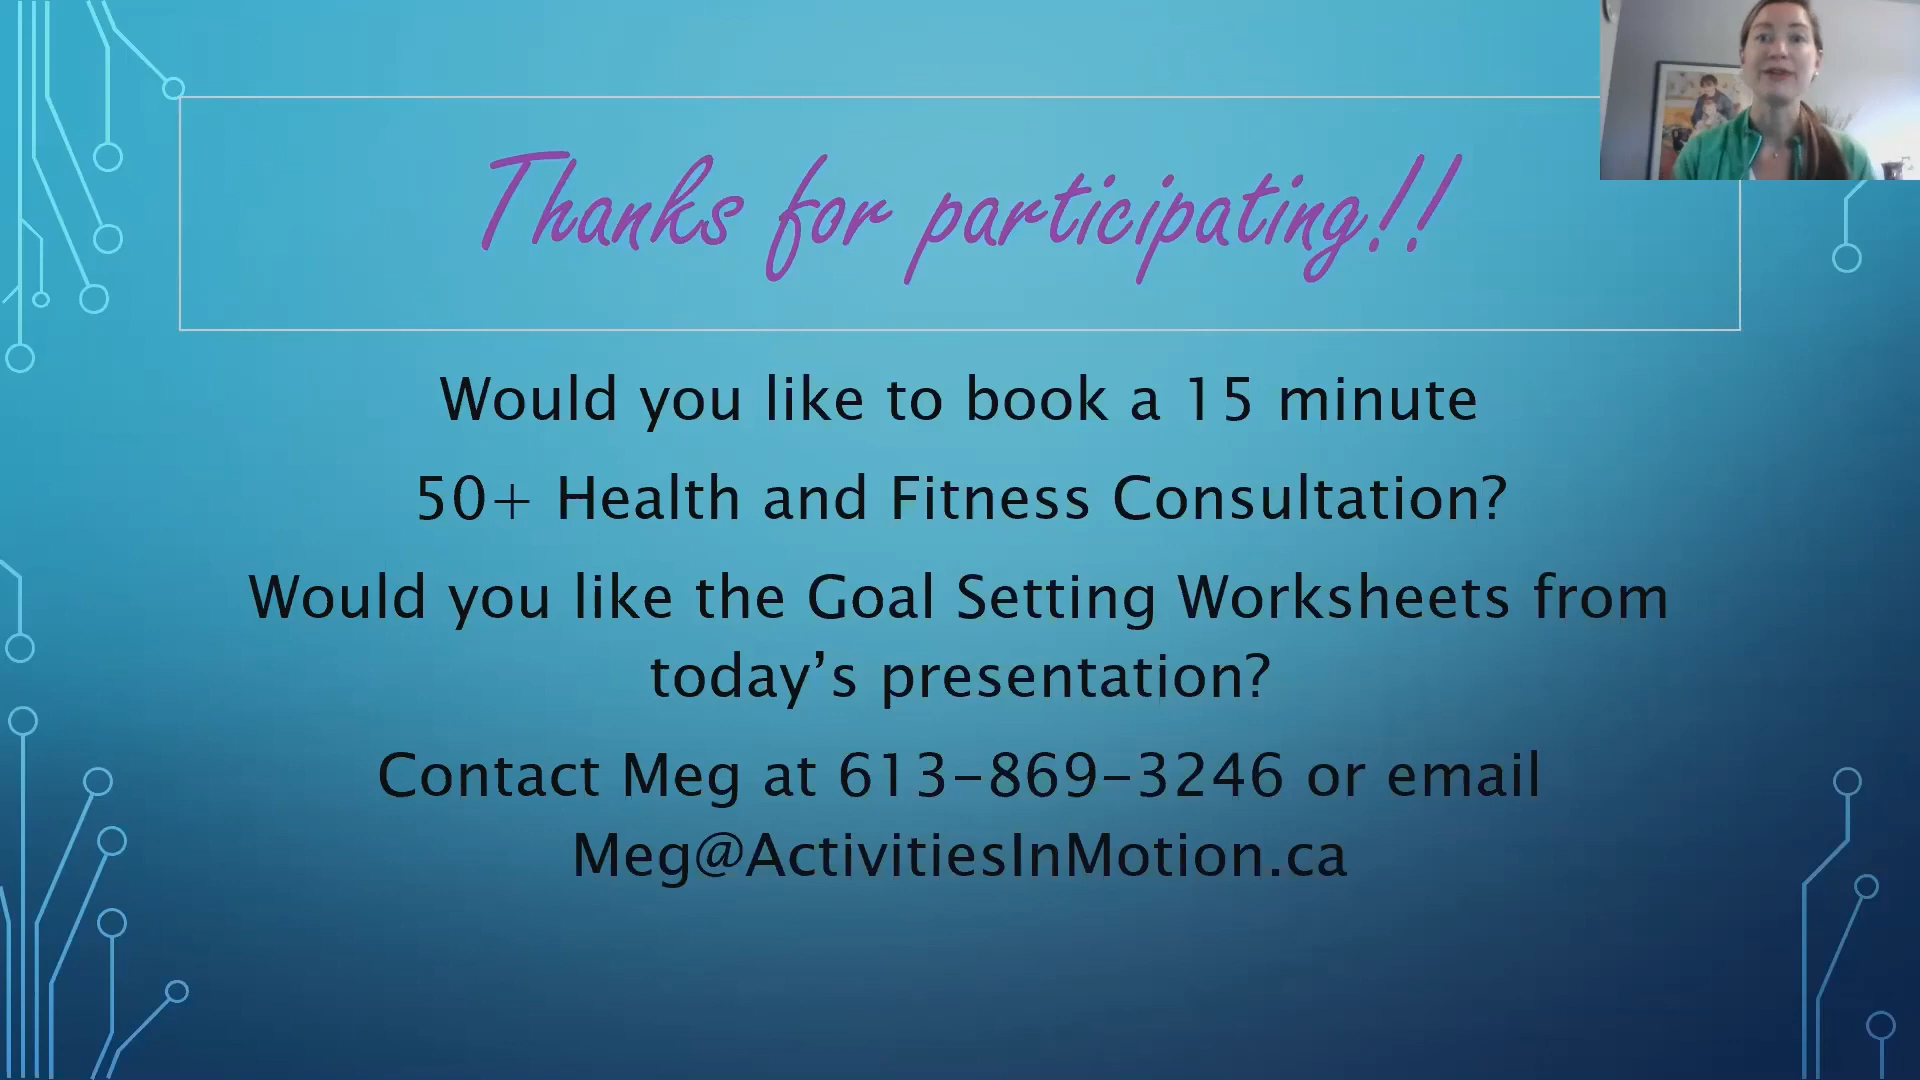 Thanks for participating!!
Would you like to book a 15 minute
50+ Health and Fitness Consultation?
Would you like the Goal Setting Worksheets from
today’s presentation?
Contact Meg at 613-869-3246 or email
Meg@ActivitiesInMotion.ca